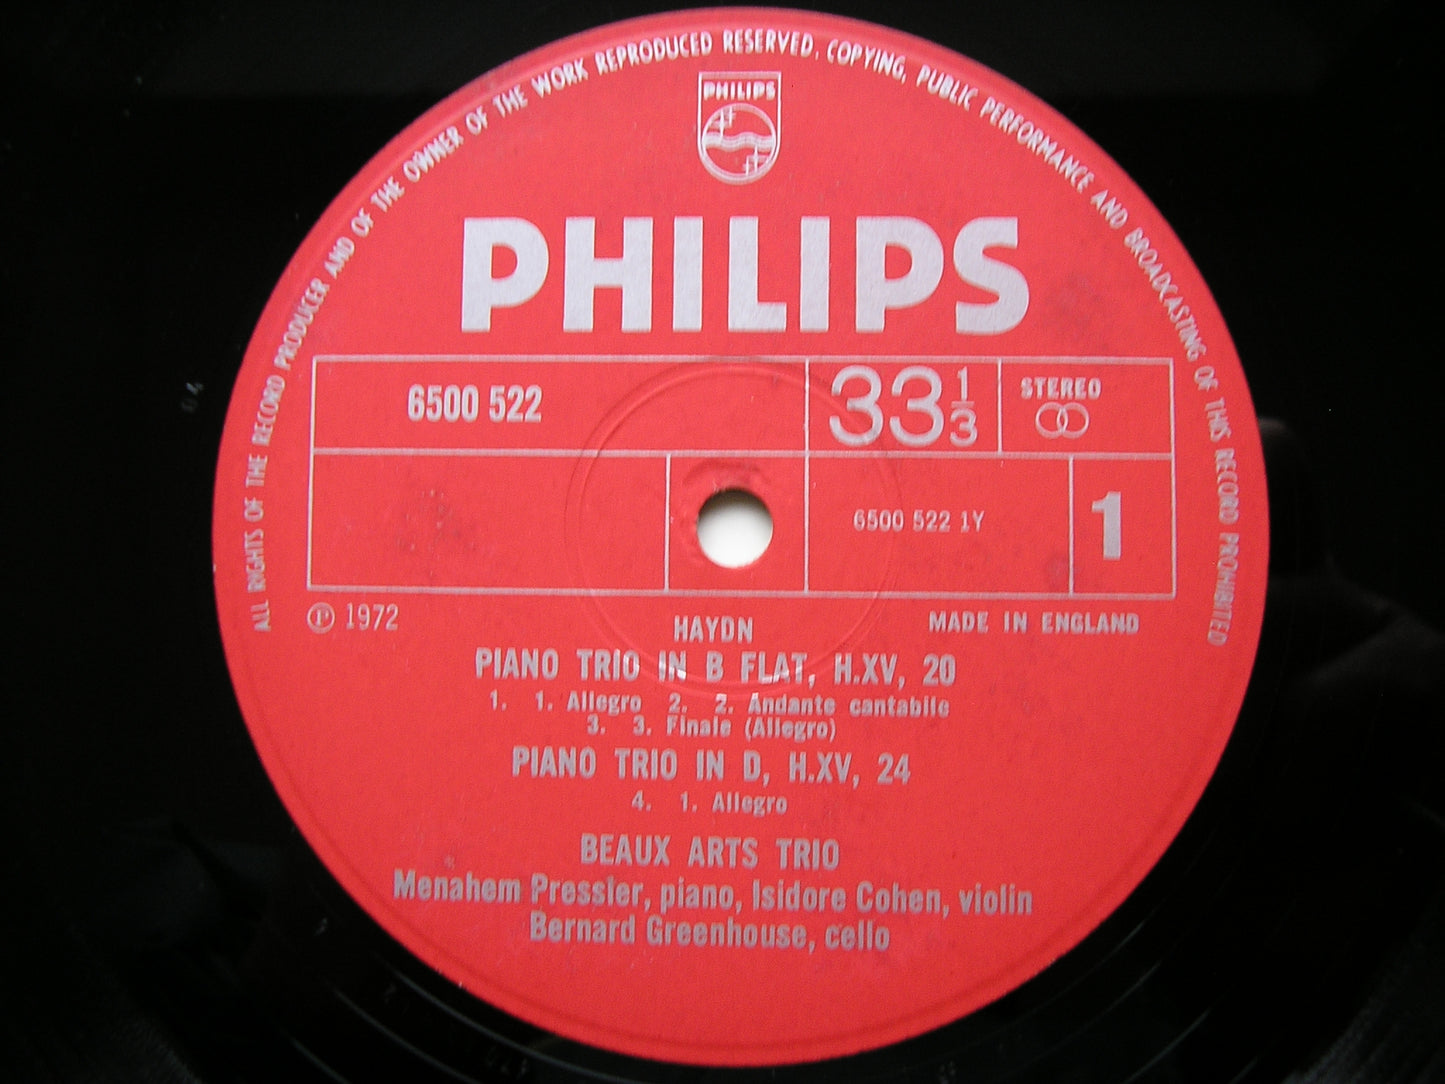 ALL RIGHTS OF THE RECORD PRODUCER AND OF THE OWNER OF THE WORK REPRODUCED RESERVED. COPYING, PUBLIC PERFORMANCE AND BROADCASTING OF THIS RECORD PROHIBITED
PHILIPS
PHILIPS
6500 522
33 1/3
STEREO
6500 522 1Y
1
Ⓟ 1972
HAYDN
MADE IN ENGLAND
PIANO TRIO IN B FLAT, H.XV, 20
1. 1. Allegro 2. 2. Andante cantabile
3. 3. Finale (Allegro)
PIANO TRIO IN D, H.XV, 24
4. 1. Allegro
BEAUX ARTS TRIO
Menahem Pressler, piano, Isidore Cohen, violin
Bernard Greenhouse, cello